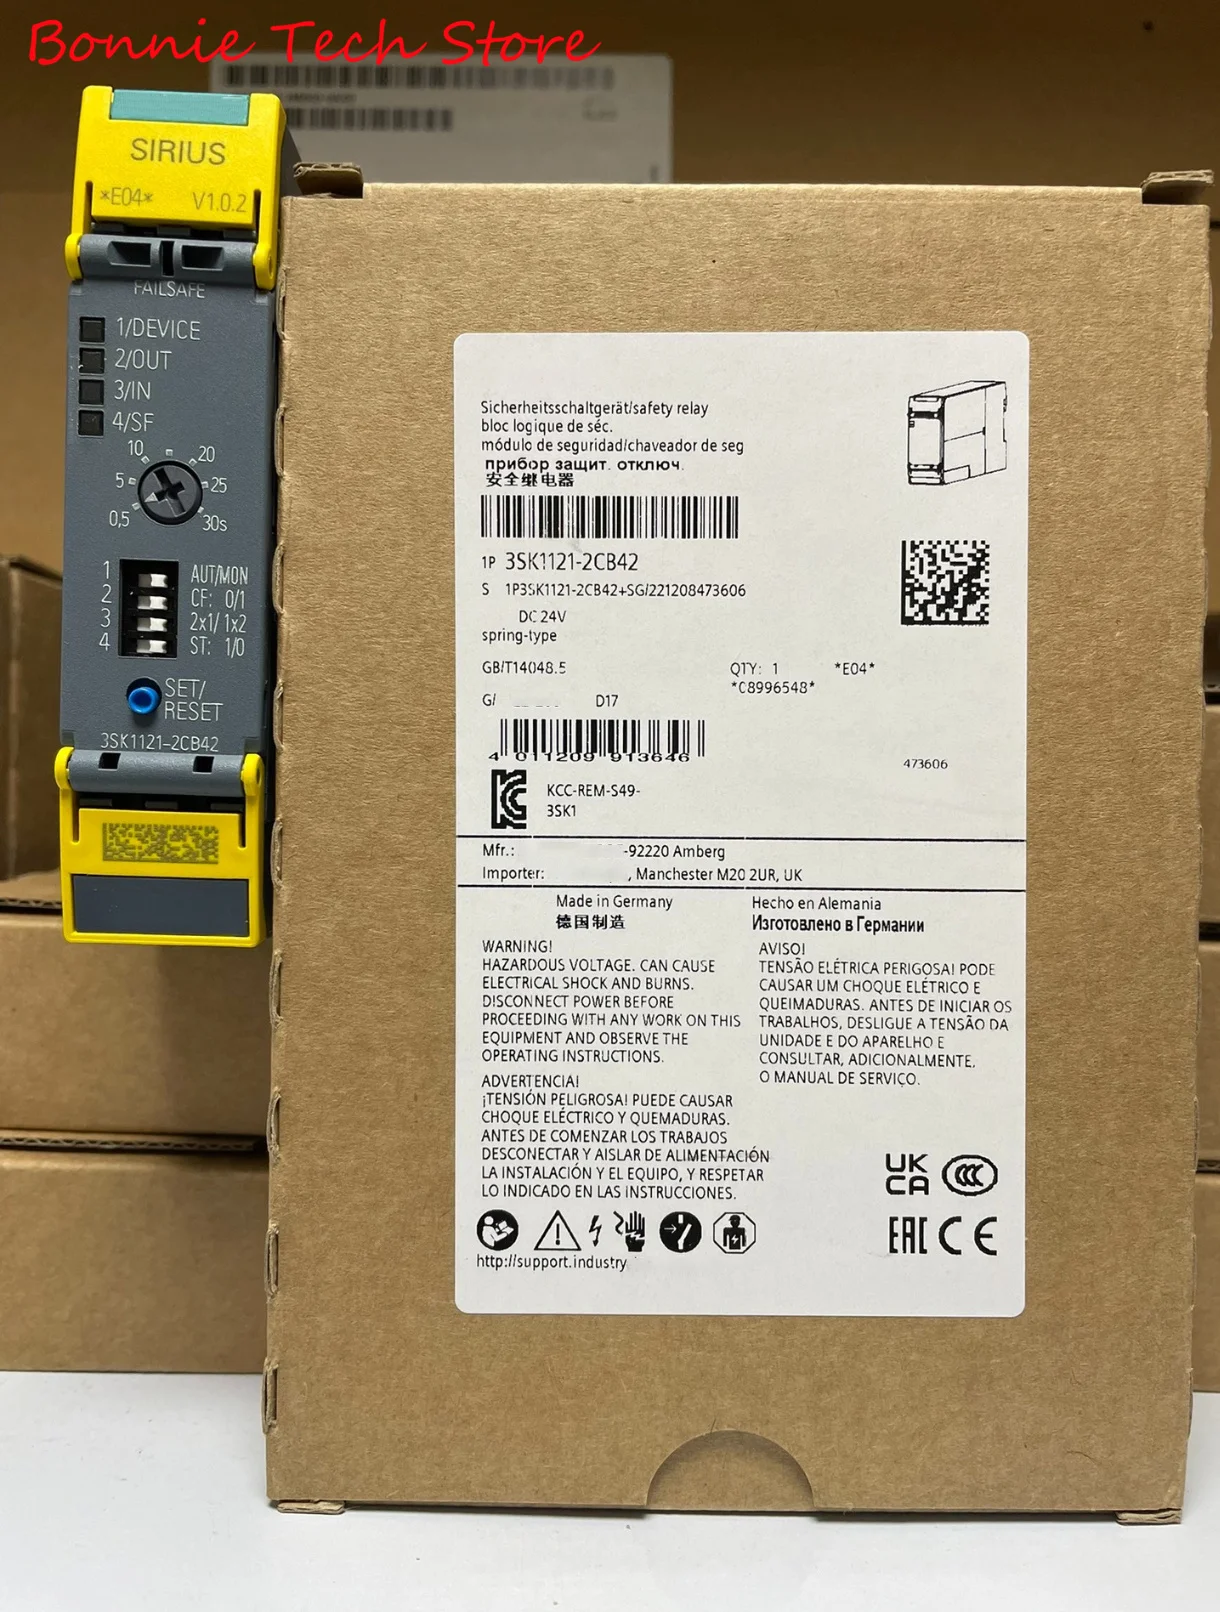 Bonnie Tech Store
SIRIUS
*E04* V1.0.2
FAILSAFE
1/DEVICE
2/OUT
3/IN
4/SF
10 20
5 25
0,5 30s
1 AUT/MON
2 CF: 0/1
3 2x1/1x2
4 ST: 1/0
SET/
RESET
3SK1121-2CB42
Sicherheitsschaltgerät/safety relay
bloc logique de séc.
módulo de seguridad/chaveador de seg
прибор защит. отключ.
安全继电器
1P 3SK1121-2CB42
S 1P3SK1121-2CB42+SG/221208473606
DC 24V
spring-type
GB/T14048.5
QTY: 1 *E04*
*C8996548*
G/ D17
4 011209 913646
473606
KCC-REM-S49-
3SK1
Mfr.: -92220 Amberg
Importer: , Manchester M20 2UR, UK
Made in Germany
德国制造
Hecho en Alemania
Изготовлено в Германии
WARNING!
HAZARDOUS VOLTAGE. CAN CAUSE
ELECTRICAL SHOCK AND BURNS.
DISCONNECT POWER BEFORE
PROCEEDING WITH ANY WORK ON THIS
EQUIPMENT AND OBSERVE THE
OPERATING INSTRUCTIONS.
AVISO!
TENSÃO ELÉTRICA PERIGOSA! PODE
CAUSAR UM CHOQUE ELÉTRICO E
QUEIMADURAS. ANTES DE INICIAR OS
TRABALHOS, DESLIGUE A TENSÃO DA
UNIDADE E DO APARELHO E
CONSULTAR, ADICIONALMENTE,
O MANUAL DE SERVIÇO.
ADVERTENCIA!
¡TENSIÓN PELIGROSA! PUEDE CAUSAR
CHOQUE ELÉCTRICO Y QUEMADURAS.
ANTES DE COMENZAR LOS TRABAJOS
DESCONECTAR Y AISLAR DE ALIMENTACIÓN
LA INSTALACIÓN Y EL EQUIPO, Y RESPETAR
LO INDICADO EN LAS INSTRUCCIONES.
UK
CA
CCC
EAC CE
http://support.industry